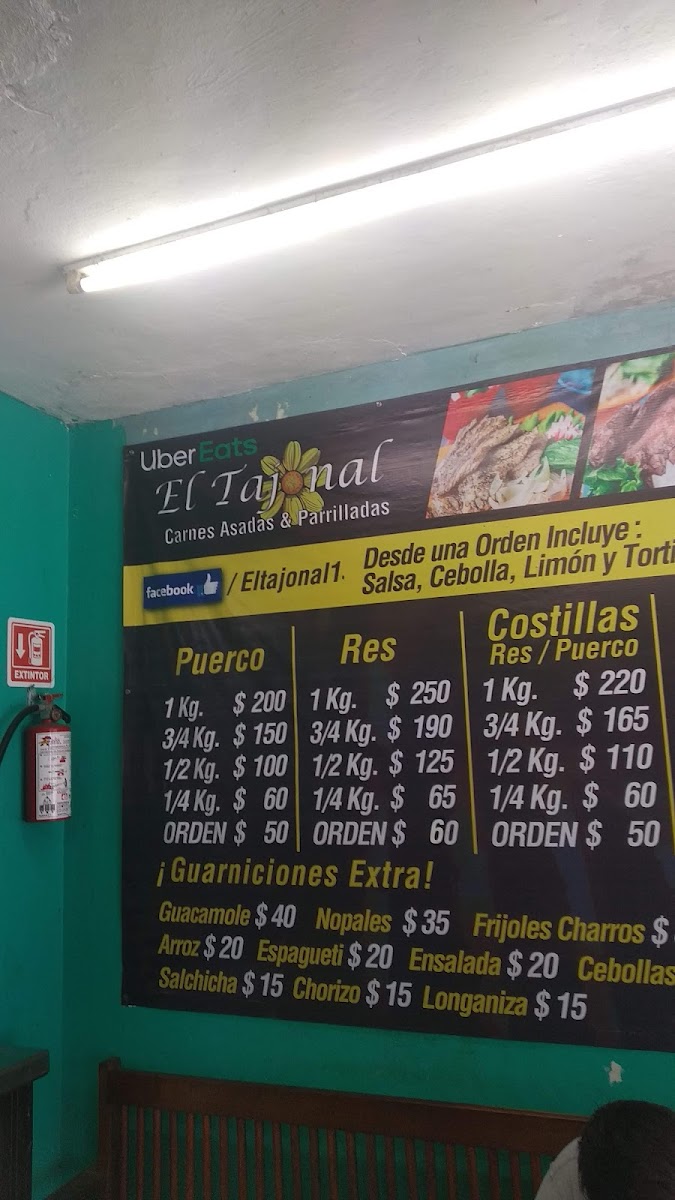 Uber Eats
El Tajonal
Carnes Asadas & Parrilladas
facebook / Eltajonal1.
Desde una Orden Incluye :
Salsa, Cebolla, Limón y Torti
Puerco
1 Kg. $ 200
3/4 Kg. $ 150
1/2 Kg. $ 100
1/4 Kg. $ 60
ORDEN $ 50
Res
1 Kg. $ 250
3/4 Kg. $ 190
1/2 Kg. $ 125
1/4 Kg. $ 65
ORDEN $ 60
Costillas
Res / Puerco
1 Kg. $ 220
3/4 Kg. $ 165
1/2 Kg. $ 110
1/4 Kg. $ 60
ORDEN $ 50
¡Guarniciones Extra!
Guacamole $ 40 Nopales $ 35 Frijoles Charros $
Arroz $ 20 Espagueti $ 20 Ensalada $ 20 Cebollas
Salchicha $ 15 Chorizo $ 15 Longaniza $ 15
EXTINTOR